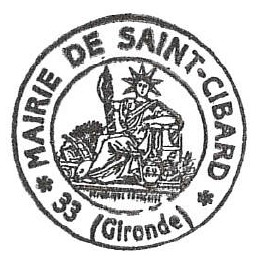 MAIRIE DE SAINT-CIBARD
* 33 (Gironde) *